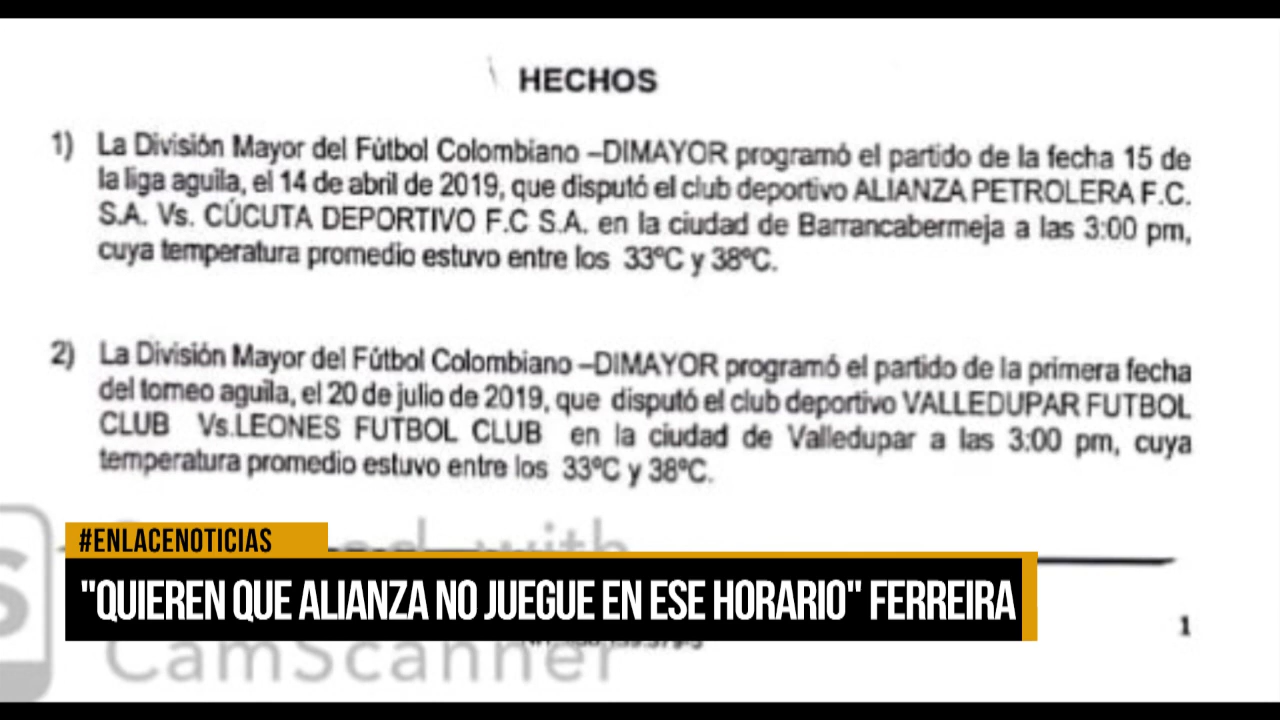 HECHOS
1) La División Mayor del Fútbol Colombiano –DIMAYOR programó el partido de la fecha 15 de
la liga aguila, el 14 de abril de 2019, que disputó el club deportivo ALIANZA PETROLERA F.C.
S.A. Vs. CÚCUTA DEPORTIVO F.C S.A. en la ciudad de Barrancabermeja a las 3:00 pm,
cuya temperatura promedio estuvo entre los 33ºC y 38ºC.
2) La División Mayor del Fútbol Colombiano –DIMAYOR programó el partido de la primera fecha
del torneo aguila, el 20 de julio de 2019, que disputó el club deportivo VALLEDUPAR FUTBOL
CLUB Vs.LEONES FUTBOL CLUB en la ciudad de Valledupar a las 3:00 pm, cuya
temperatura promedio estuvo entre los 33ºC y 38ºC.
with
#ENLACENOTICIAS
"QUIEREN QUE ALIANZA NO JUEGUE EN ESE HORARIO" FERREIRA
1
CamScanner